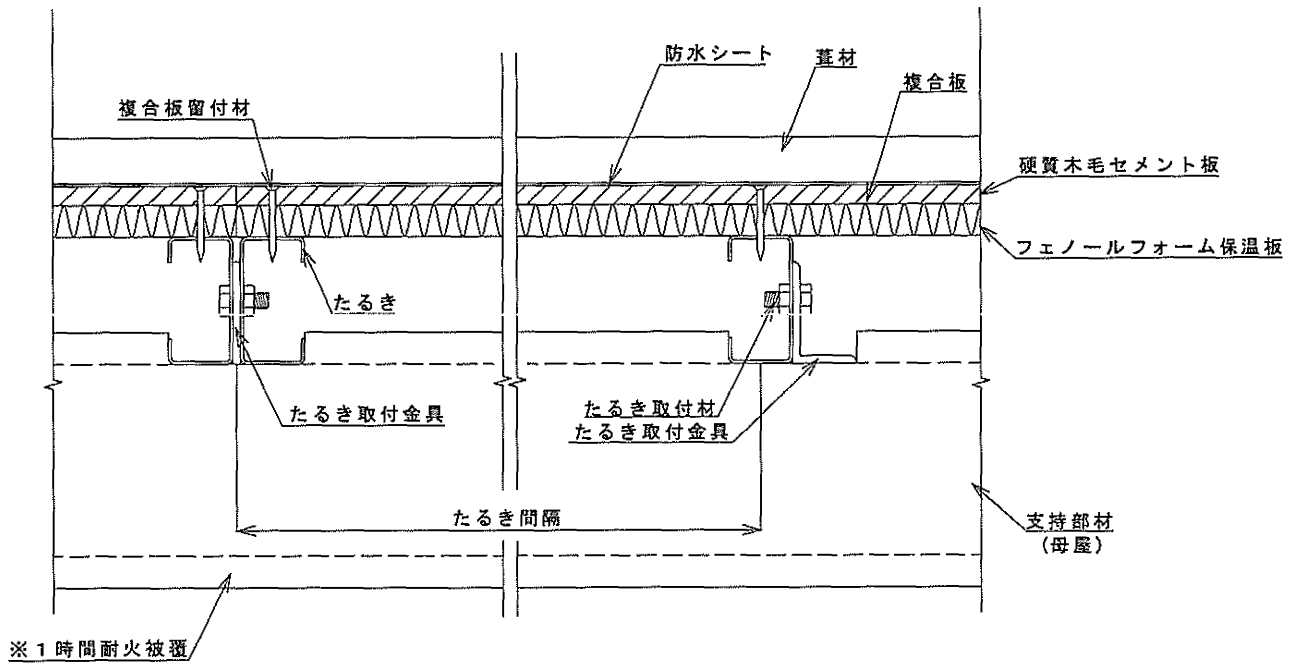 防水シート
葺材
複合板
複合板留付材
硬質木毛セメント板
フェノールフォーム保温板
たるき
たるき取付金具
たるき取付材
たるき取付金具
たるき間隔
支持部材
(母屋)
※1時間耐火被覆